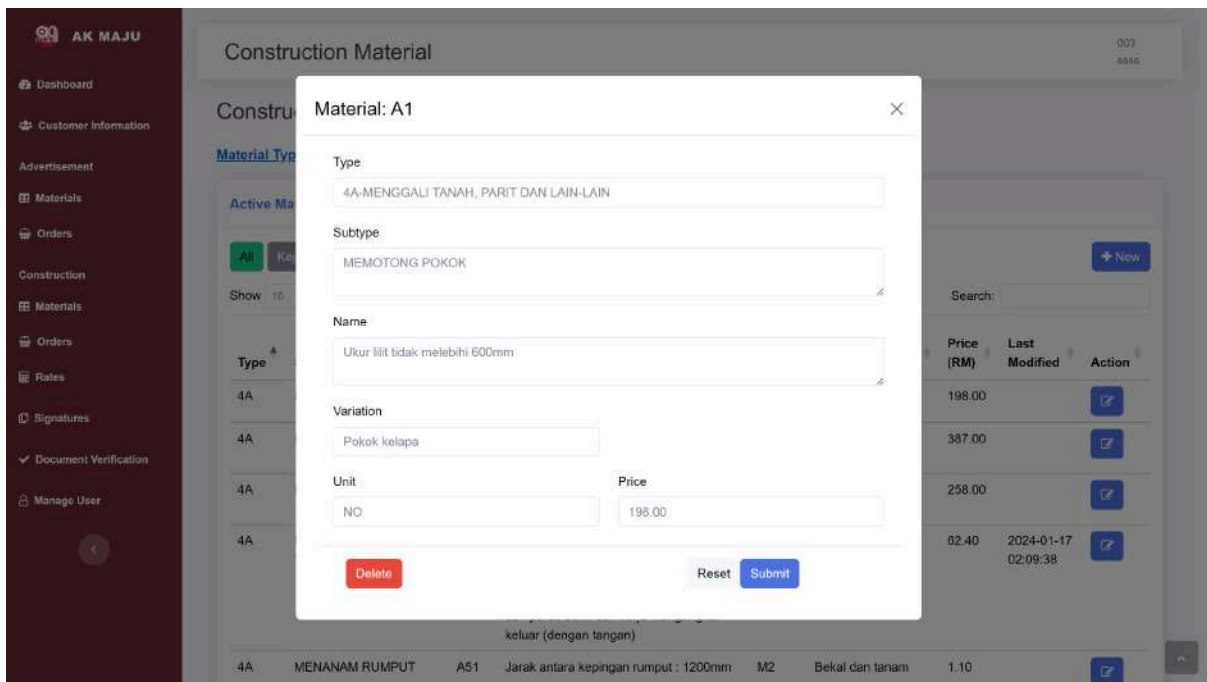 AK MAJU
Dashboard
Customer Information
Advertisement
Materials
Orders
Construction
Materials
Orders
Rates
Signatures
Document Verification
Manage User
Construction Material
003
Constru
Material Typ
Active Ma
All
+ New
Show 10
Search:
Type
Price (RM)
Last Modified
Action
4A
198.00
4A
387.00
4A
258.00
4A
62.40
2024-01-17 02:09:38
keluar (dengan tangan)
4A MENANAM RUMPUT A51 Jarak antara kepingan rumput : 1200mm M2 Bekal dan tanam 1.10
Material: A1
Type
4A-MENGGALI TANAH, PARIT DAN LAIN-LAIN
Subtype
MEMOTONG POKOK
Name
Ukur lilit tidak melebihi 600mm
Variation
Pokok kelapa
Unit
Price
NO
198.00
Delete
Reset
Submit